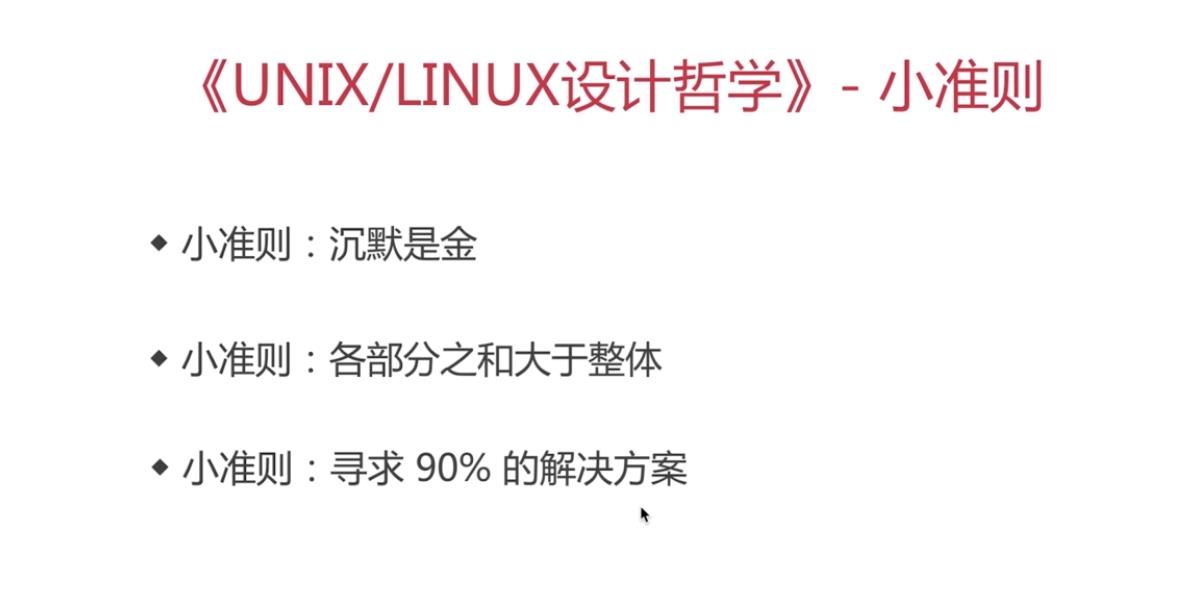 《UNIX/LINUX设计哲学》- 小准则
◆ 小准则：沉默是金
◆ 小准则：各部分之和大于整体
◆ 小准则：寻求 90% 的解决方案